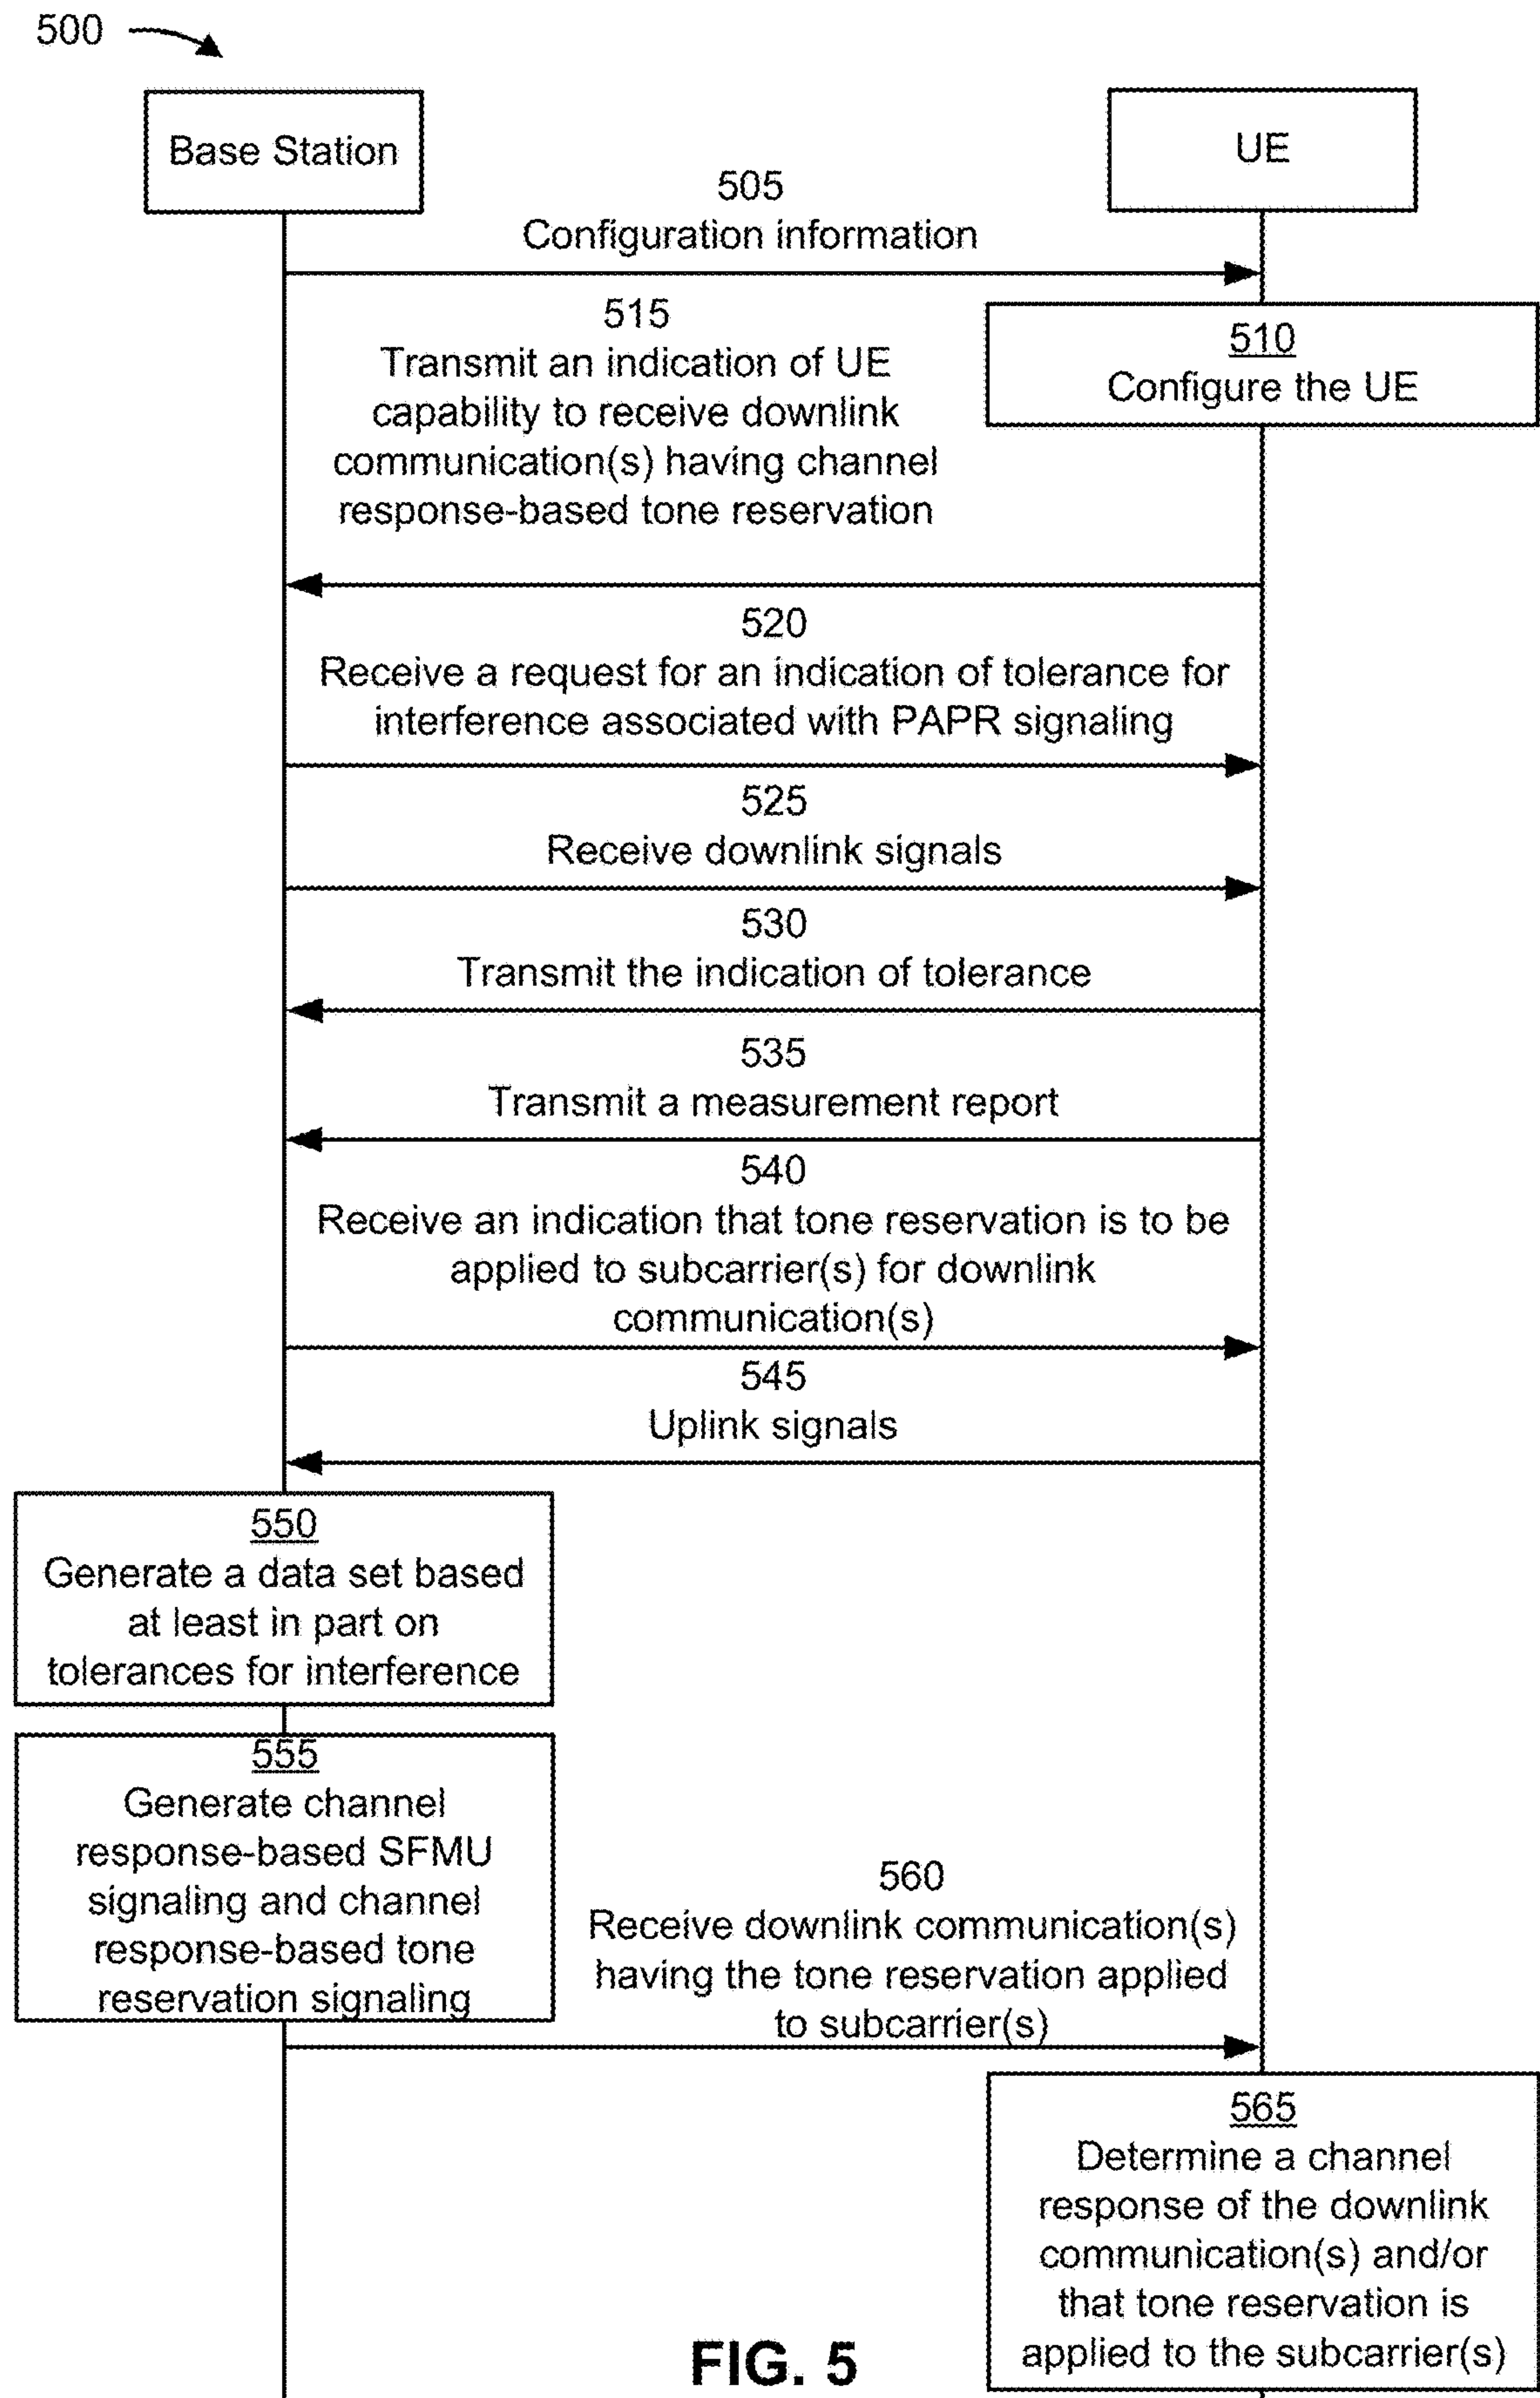 500
Base Station
UE
505
Configuration information
510
Configure the UE
515
Transmit an indication of UE
capability to receive downlink
communication(s) having channel
response-based tone reservation
520
Receive a request for an indication of tolerance for
interference associated with PAPR signaling
525
Receive downlink signals
530
Transmit the indication of tolerance
535
Transmit a measurement report
540
Receive an indication that tone reservation is to be
applied to subcarrier(s) for downlink
communication(s)
545
Uplink signals
550
Generate a data set based
at least in part on
tolerances for interference
555
Generate channel
response-based SFMU
signaling and channel
response-based tone
reservation signaling
560
Receive downlink communication(s)
having the tone reservation applied
to subcarrier(s)
565
Determine a channel
response of the downlink
communication(s) and/or
that tone reservation is
applied to the subcarrier(s)
FIG. 5